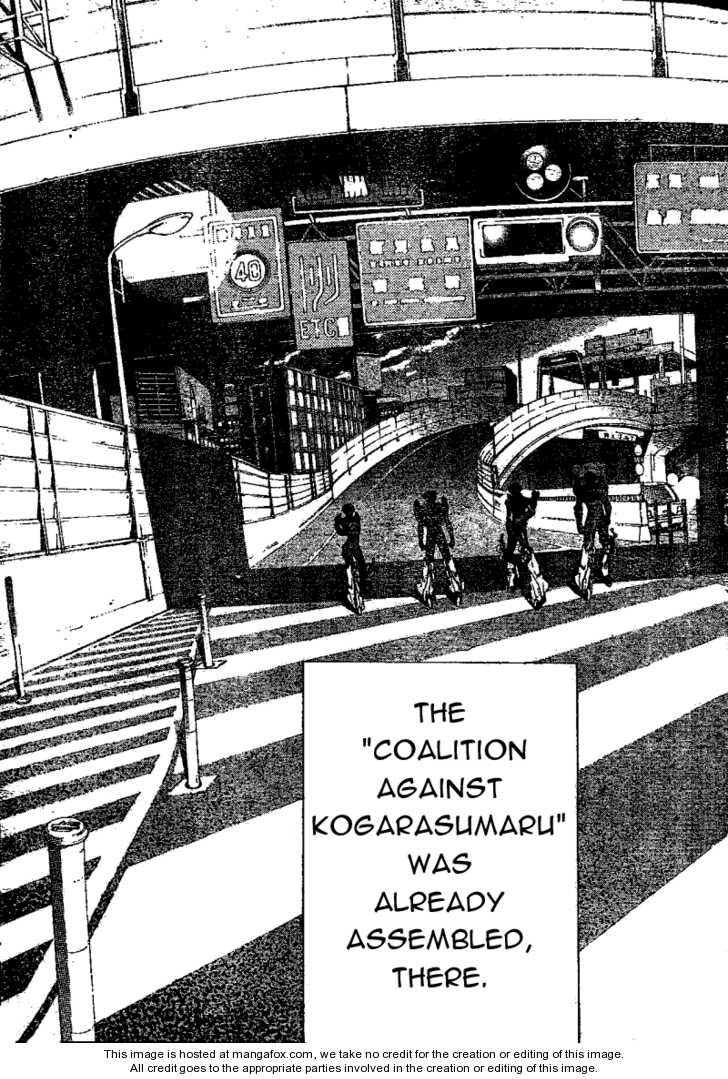 40
ETC
THE
"COALITION
AGAINST
KOGARASUMARU"
WAS
ALREADY
ASSEMBLED,
THERE.
This image is hosted at mangafox.com, we take no credit for the creation or editing of this image.
All credit goes to the appropriate parties involved in the creation or editing of this image.